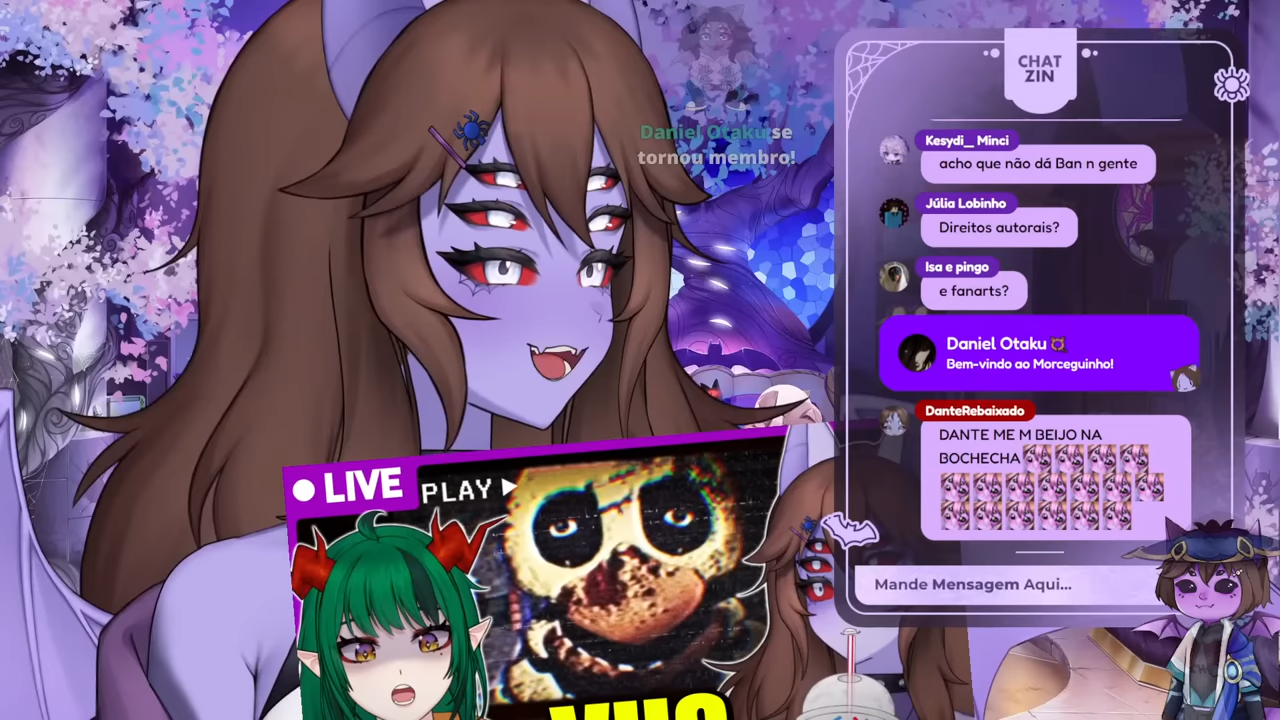 Daniel Otaku se
tornou membro!
CHAT
ZIN
Kesydi_ Minci
acho que não dá Ban n gente
Júlia Lobinho
Direitos autorais?
Isa e pingo
e fanarts?
Daniel Otaku
Bem-vindo ao Morceguinho!
DanteRebaixado
DANTE ME M BEIJO NA
BOCHECHA
Mande Mensagem Aqui...
LIVE
PLAY
VHS